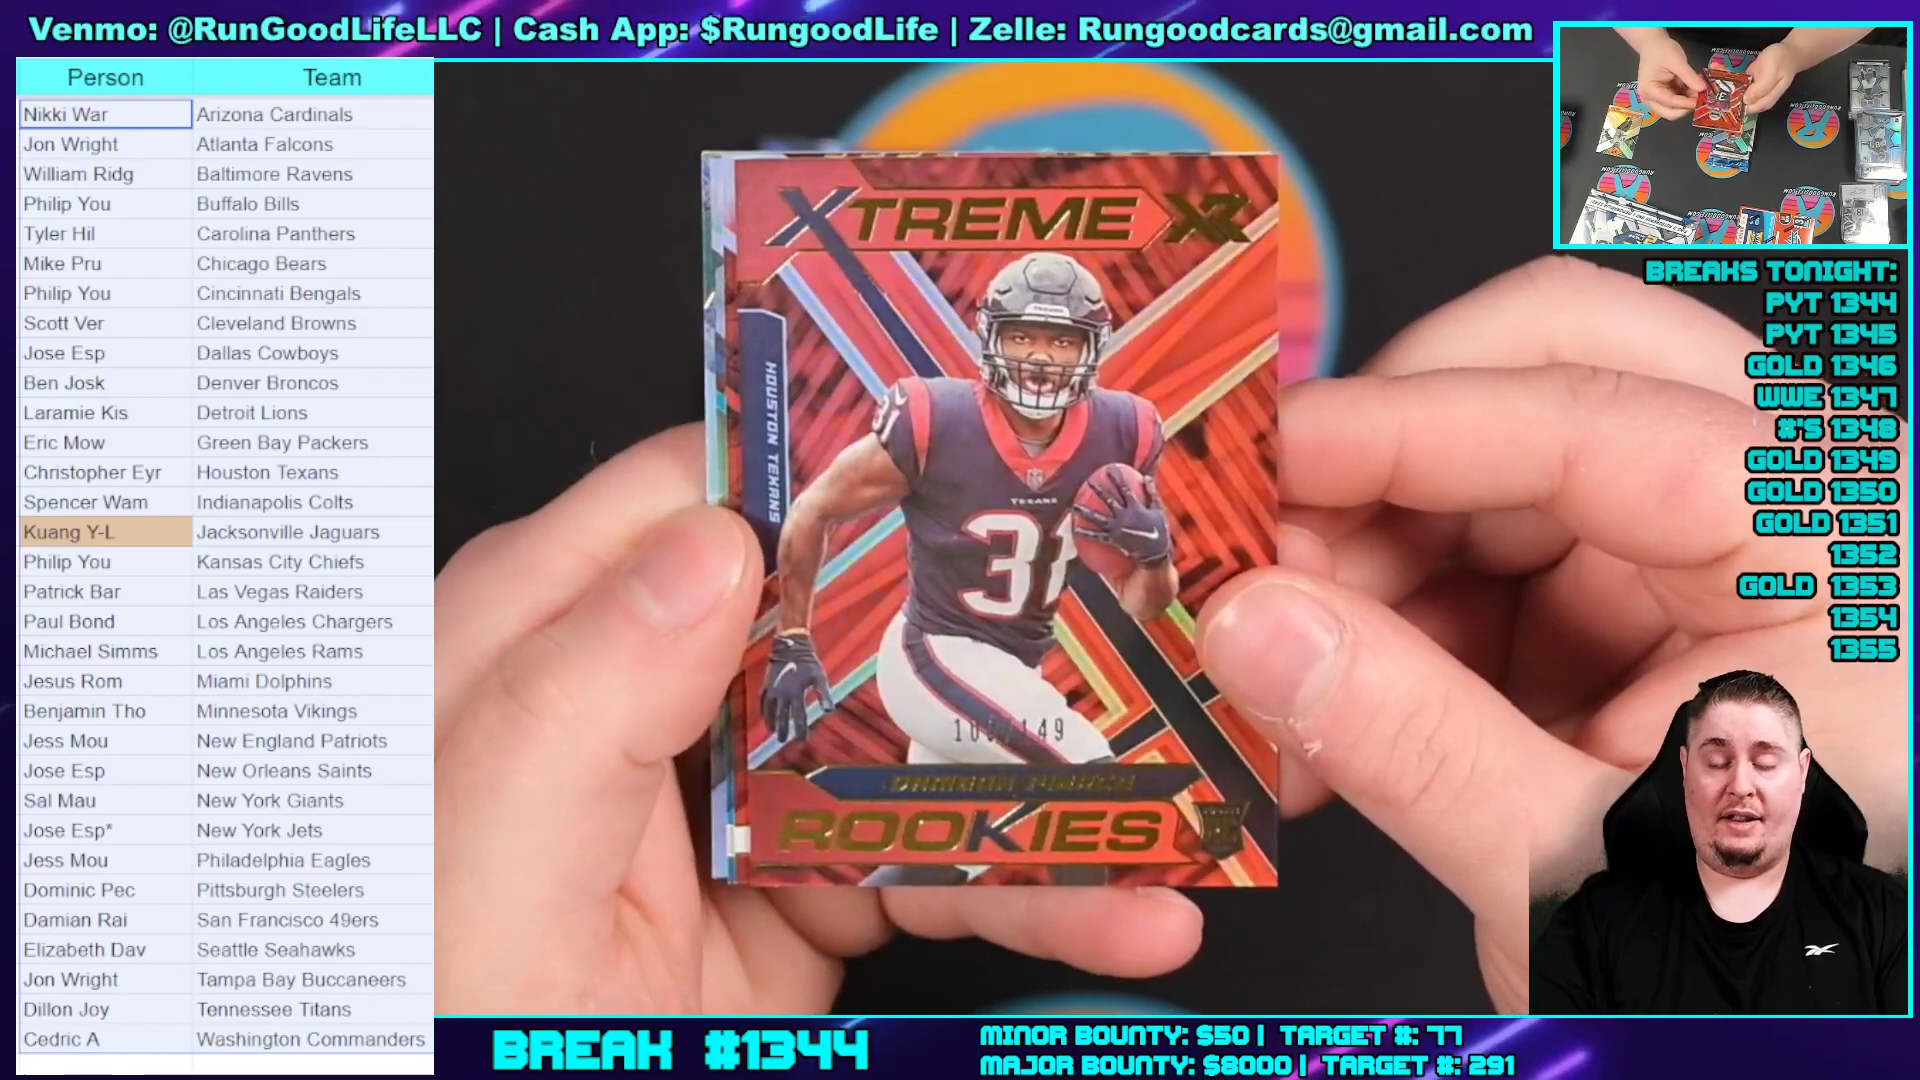 Venmo: @RunGoodLifeLLC | Cash App: $RungoodLife | Zelle: Rungoodcards@gmail.com
Person Team
Nikki War Arizona Cardinals
Jon Wright Atlanta Falcons
William Ridg Baltimore Ravens
Philip You Buffalo Bills
Tyler Hil Carolina Panthers
Mike Pru Chicago Bears
Philip You Cincinnati Bengals
Scott Ver Cleveland Browns
Jose Esp Dallas Cowboys
Ben Josk Denver Broncos
Laramie Kis Detroit Lions
Eric Mow Green Bay Packers
Christopher Eyr Houston Texans
Spencer Wam Indianapolis Colts
Kuang Y-L Jacksonville Jaguars
Philip You Kansas City Chiefs
Patrick Bar Las Vegas Raiders
Paul Bond Los Angeles Chargers
Michael Simms Los Angeles Rams
Jesus Rom Miami Dolphins
Benjamin Tho Minnesota Vikings
Jess Mou New England Patriots
Jose Esp New Orleans Saints
Sal Mau New York Giants
Jose Esp* New York Jets
Jess Mou Philadelphia Eagles
Dominic Pec Pittsburgh Steelers
Damian Rai San Francisco 49ers
Elizabeth Dav Seattle Seahawks
Jon Wright Tampa Bay Buccaneers
Dillon Joy Tennessee Titans
Cedric A Washington Commanders
XTREME XR
HOUSTON TEXANS
TEXANS
31
31
ROOKIES
BREAKS TONIGHT:
PYT 1344
PYT 1345
GOLD 1346
WWE 1347
#'S 1348
GOLD 1349
GOLD 1350
GOLD 1351
1352
GOLD 1353
1354
1355
BREAK #1344
MINOR BOUNTY: $50 | TARGET #: 77
MAJOR BOUNTY: $8000 | TARGET #: 291